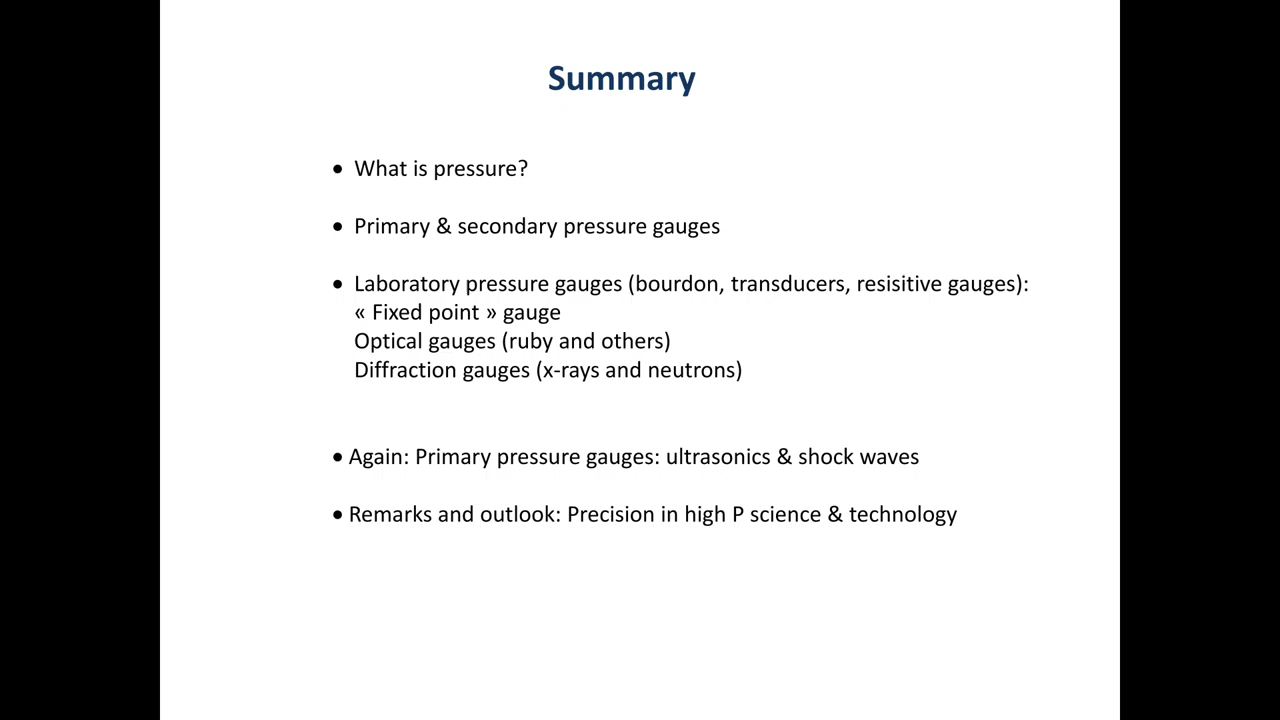 Summary
• What is pressure?
• Primary & secondary pressure gauges
• Laboratory pressure gauges (bourdon, transducers, resisitive gauges):
« Fixed point » gauge
Optical gauges (ruby and others)
Diffraction gauges (x-rays and neutrons)
• Again: Primary pressure gauges: ultrasonics & shock waves
• Remarks and outlook: Precision in high P science & technology